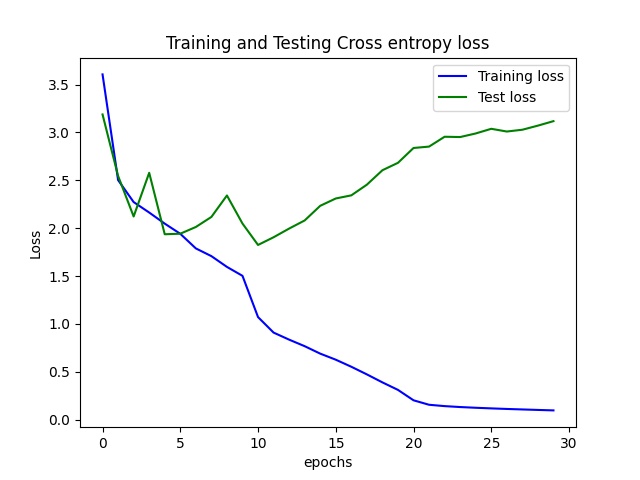 Training and Testing Cross entropy loss
Training loss
Test loss
3.5
3.0
2.5
2.0
1.5
1.0
0.5
0.0
Loss
0 5 10 15 20 25 30
epochs